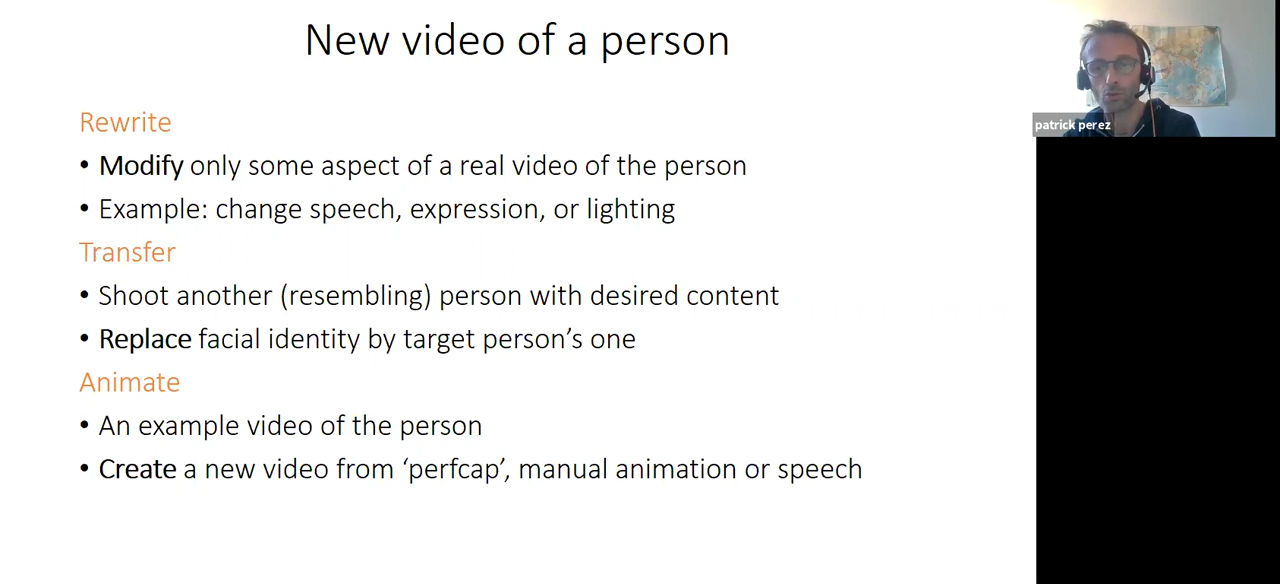 New video of a person
Rewrite
• Modify only some aspect of a real video of the person
• Example: change speech, expression, or lighting
Transfer
• Shoot another (resembling) person with desired content
• Replace facial identity by target person’s one
Animate
• An example video of the person
• Create a new video from ‘perfcap’, manual animation or speech
patrick perez